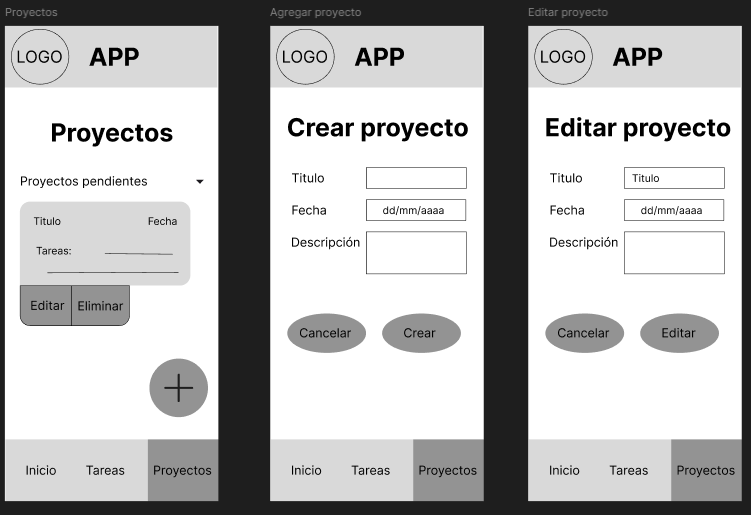 Proyectos
LOGO
APP
Proyectos
Proyectos pendientes
Titulo
Fecha
Tareas:
Editar
Eliminar
Inicio
Tareas
Proyectos
Agregar proyecto
LOGO
APP
Crear proyecto
Titulo
Fecha
dd/mm/aaaa
Descripción
Cancelar
Crear
Inicio
Tareas
Proyectos
Editar proyecto
LOGO
APP
Editar proyecto
Titulo
Titulo
Fecha
dd/mm/aaaa
Descripción
Cancelar
Editar
Inicio
Tareas
Proyectos